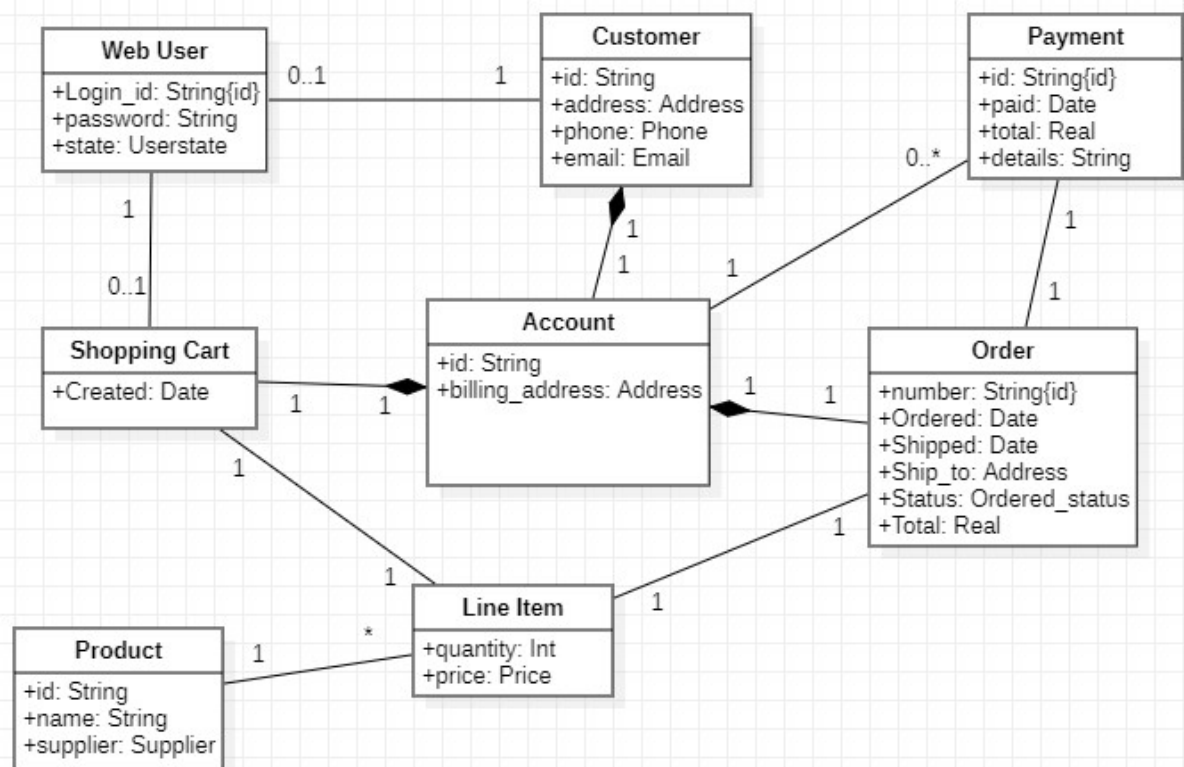 Web User
+Login_id: String{id}
+password: String
+state: Userstate
0..1
1
Customer
+id: String
+address: Address
+phone: Phone
+email: Email
Payment
+id: String{id}
+paid: Date
+total: Real
+details: String
0..*
1
1
1
1
1
1
0..1
Shopping Cart
+Created: Date
1
1
Account
+id: String
+billing_address: Address
1
1
Order
+number: String{id}
+Ordered: Date
+Shipped: Date
+Ship_to: Address
+Status: Ordered_status
+Total: Real
1
1
1
1
Line Item
+quantity: Int
+price: Price
*
1
Product
+id: String
+name: String
+supplier: Supplier